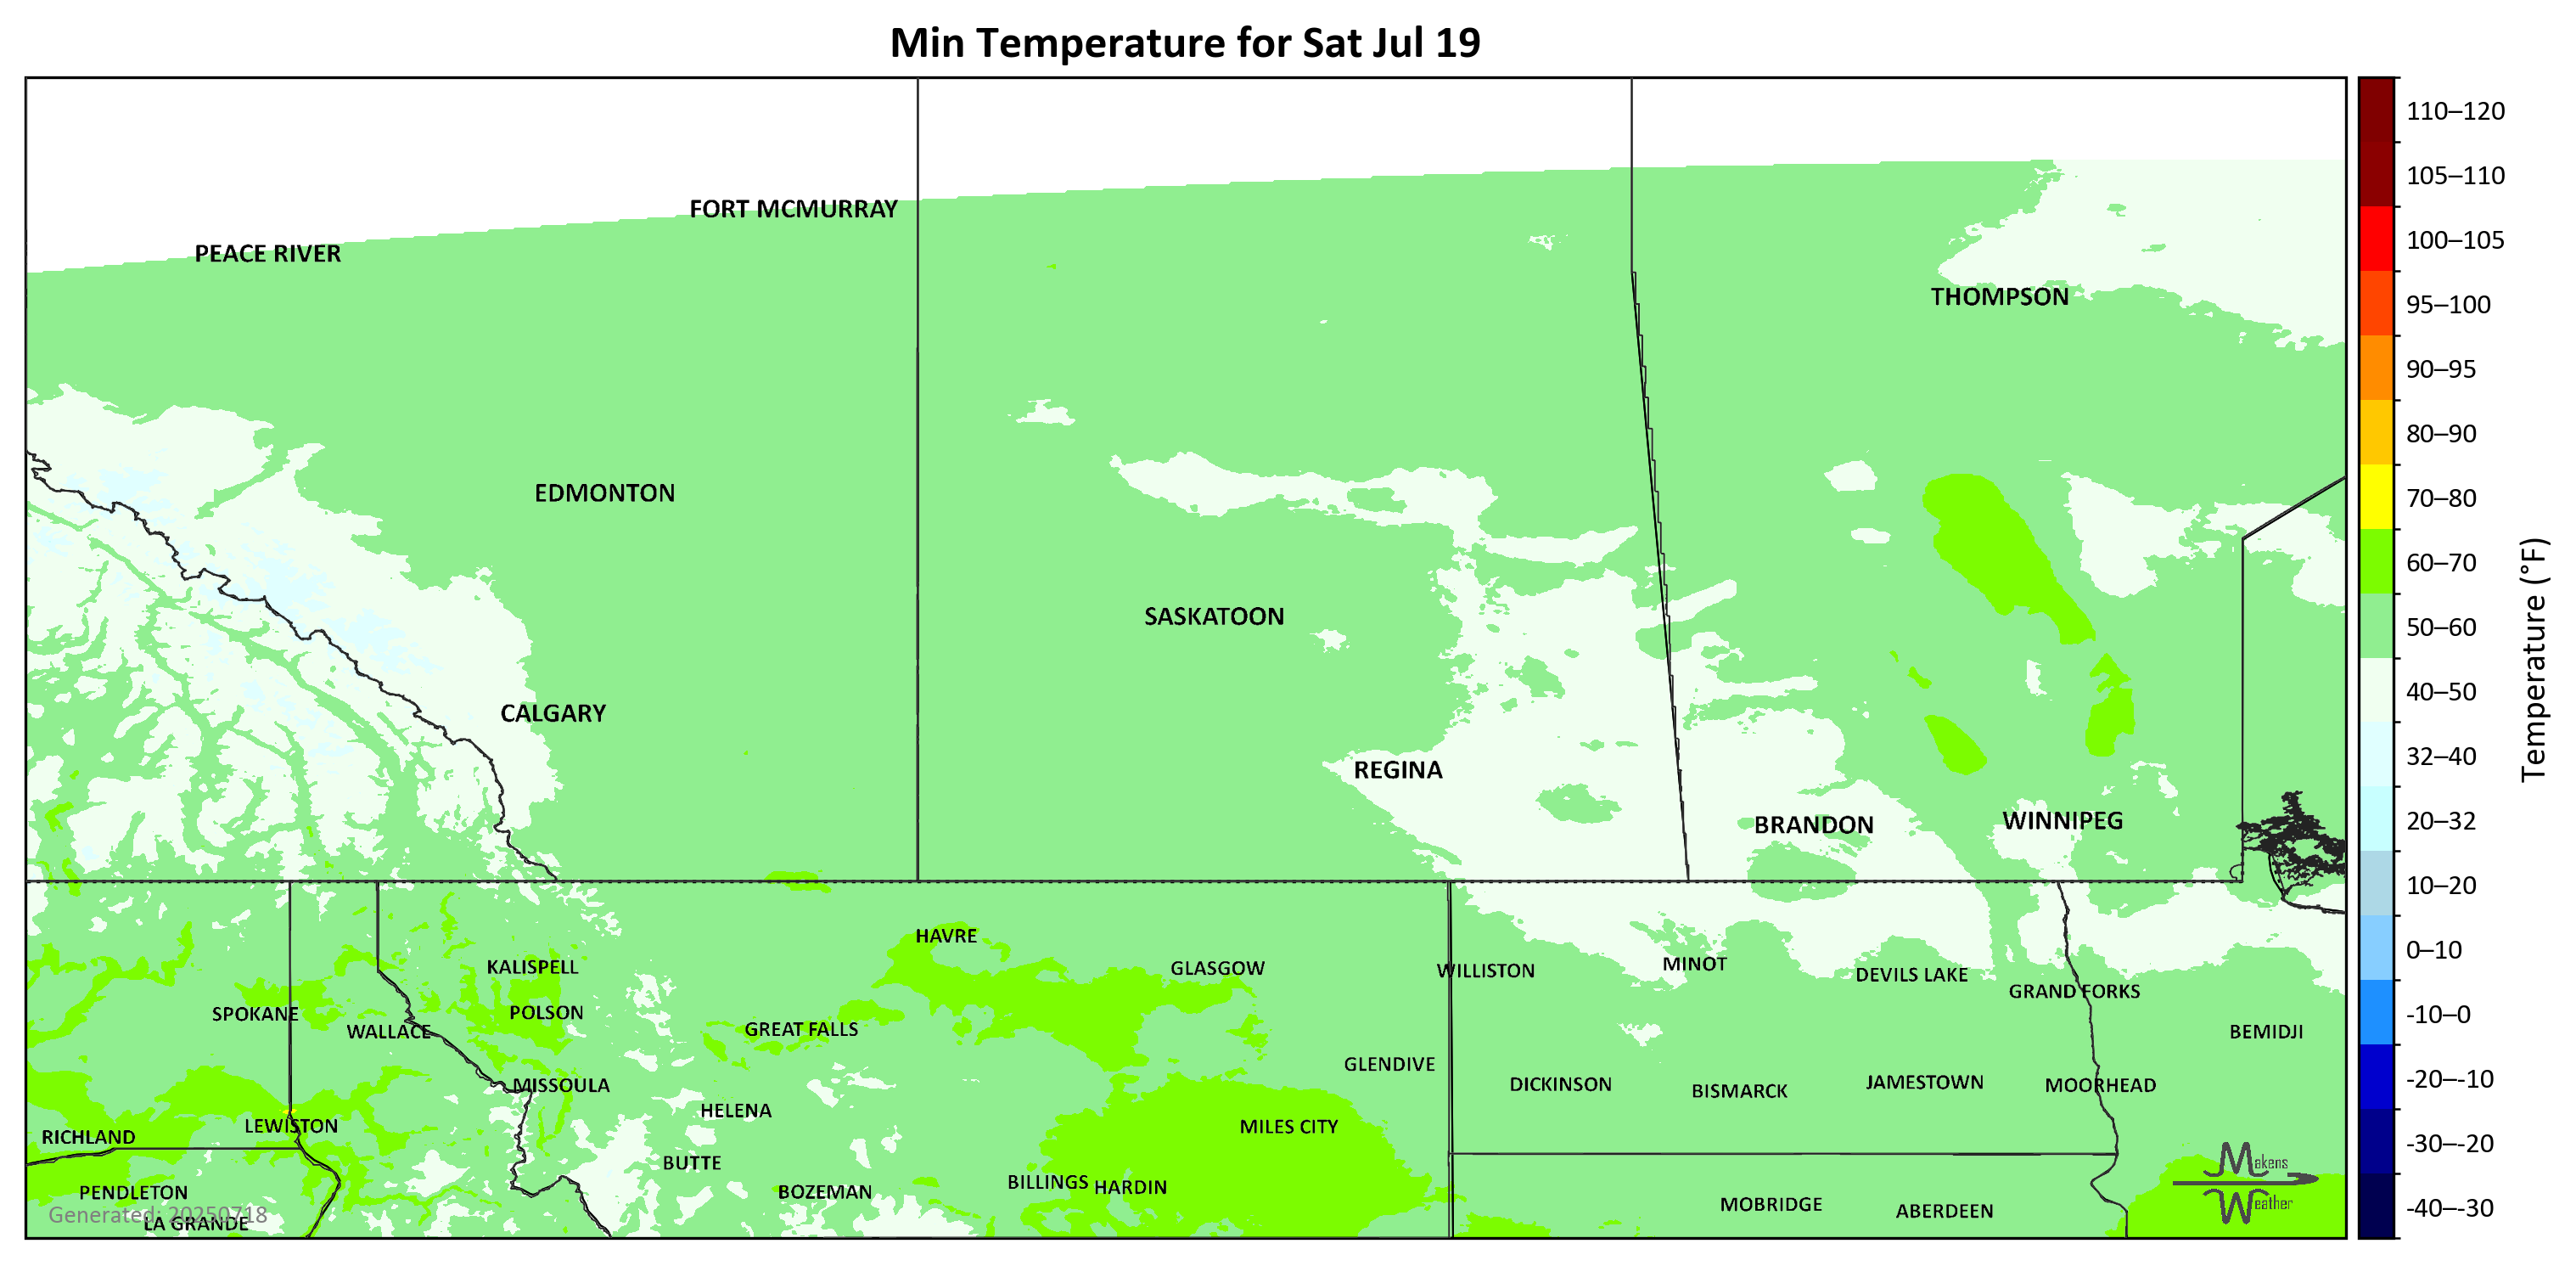 Min Temperature for Sat Jul 19
110–120
105–110
100–105
95–100
90–95
80–90
70–80
60–70
50–60
40–50
32–40
20–32
10–20
0–10
-10–0
-20–-10
-30–-20
-40–-30
Temperature (°F)
FORT MCMURRAY
PEACE RIVER
THOMPSON
EDMONTON
SASKATOON
CALGARY
REGINA
BRANDON
WINNIPEG
HAVRE
KALISPELL
GLASGOW
WILLISTON
MINOT
DEVILS LAKE
GRAND FORKS
SPOKANE
POLSON
WALLACE
GREAT FALLS
BEMIDJI
GLENDIVE
MISSOULA
DICKINSON
BISMARCK
JAMESTOWN
MOORHEAD
HELENA
LEWISTON
MILES CITY
RICHLAND
BUTTE
BILLINGS
HARDIN
BOZEMAN
PENDLETON
MOBRIDGE
ABERDEEN
Generated: 20250718
LA GRANDE
Makens
Weather